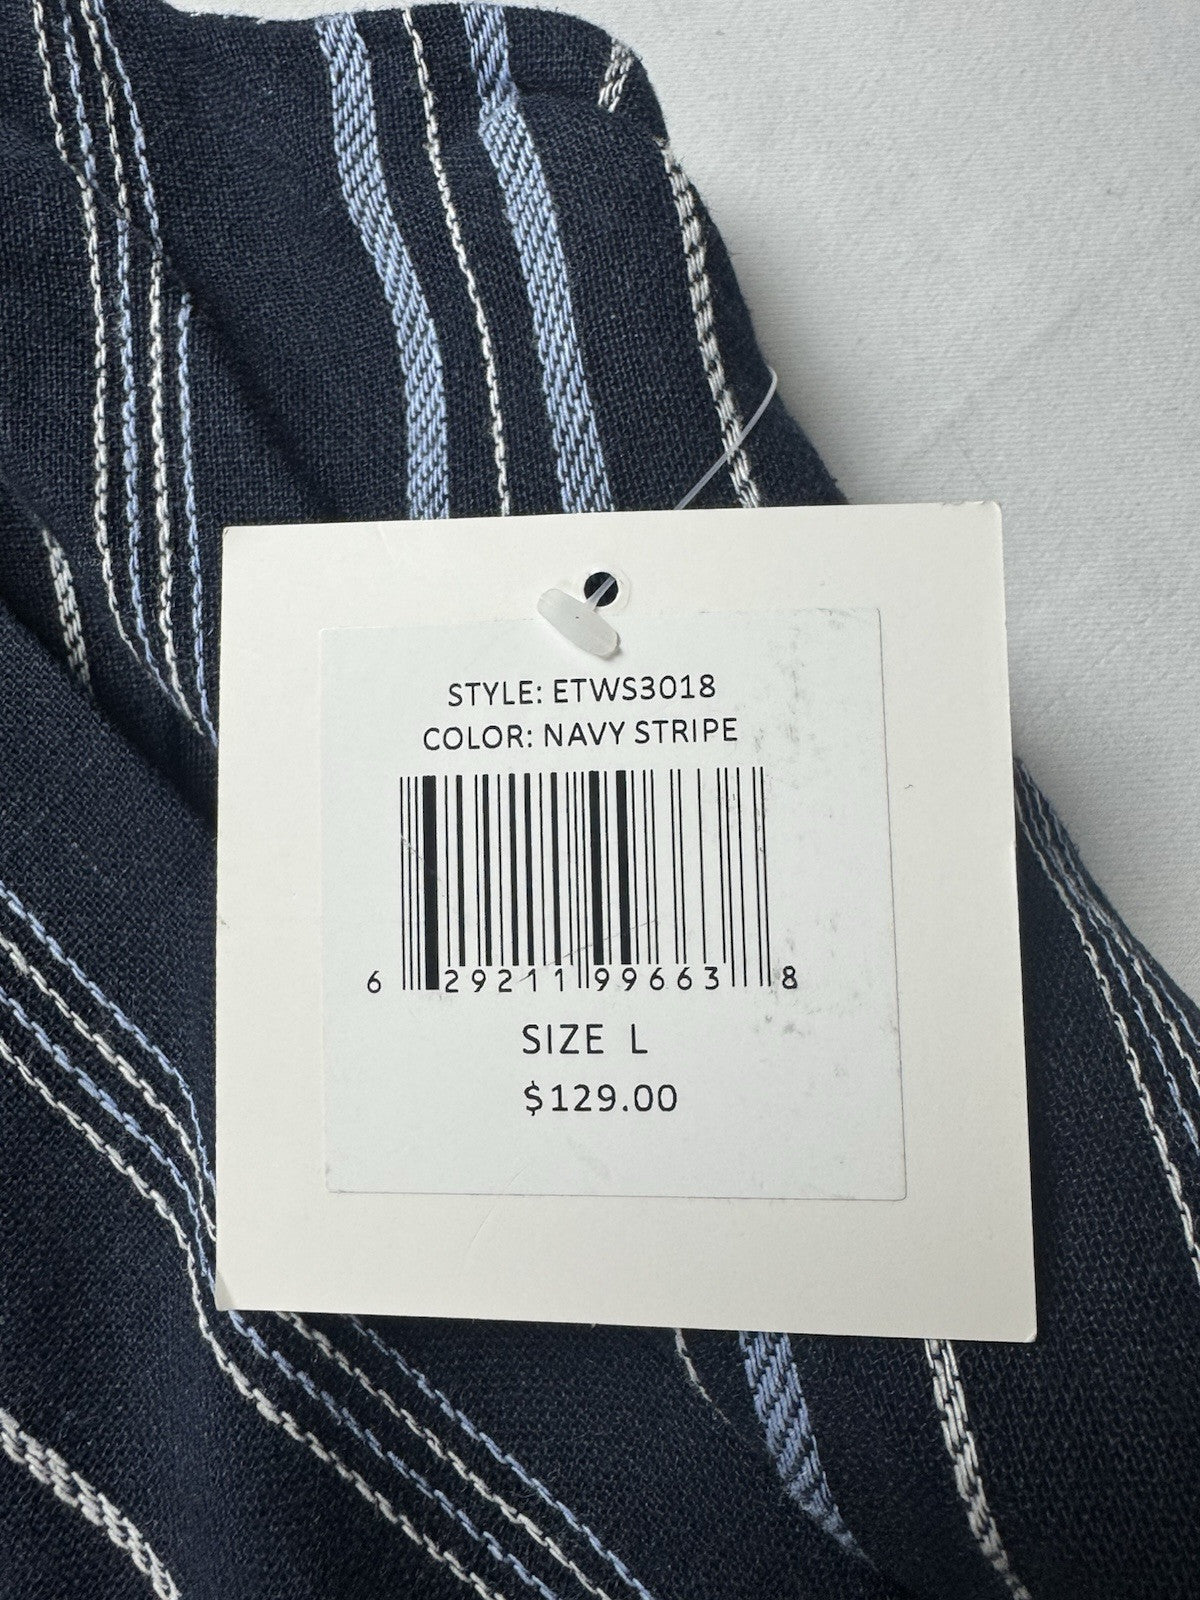 STYLE: ETWS3018
COLOR: NAVY STRIPE
6 29211 99663 8
SIZE L
$129.00